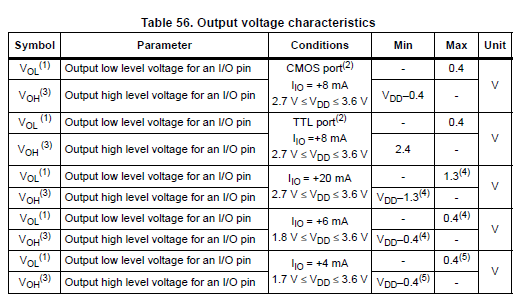 Table 56. Output voltage characteristics
Symbol Parameter Conditions Min Max Unit
VOL(1) Output low level voltage for an I/O pin CMOS port(2) - 0.4
IIO = +8 mA
2.7 V ≤ VDD ≤ 3.6 V
V
VOH(3) Output high level voltage for an I/O pin VDD–0.4 -
VOL (1) Output low level voltage for an I/O pin TTL port(2) - 0.4
IIO =+8 mA
2.7 V ≤ VDD ≤ 3.6 V
V
VOH (3) Output high level voltage for an I/O pin 2.4 -
VOL(1) Output low level voltage for an I/O pin - 1.3(4)
IIO = +20 mA
2.7 V ≤ VDD ≤ 3.6 V
V
VOH(3) Output high level voltage for an I/O pin VDD–1.3(4) -
VOL(1) Output low level voltage for an I/O pin - 0.4(4)
IIO = +6 mA
1.8 V ≤ VDD ≤ 3.6 V
V
VOH(3) Output high level voltage for an I/O pin VDD–0.4(4) -
VOL(1) Output low level voltage for an I/O pin - 0.4(5)
IIO = +4 mA
1.7 V ≤ VDD ≤ 3.6 V
V
VOH(3) Output high level voltage for an I/O pin VDD–0.4(5) -